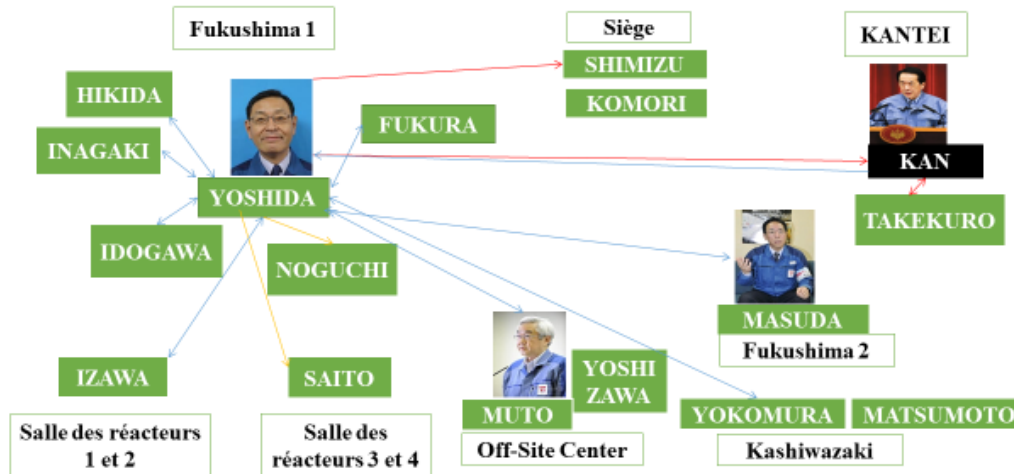 Fukushima 1
Siège
KANTEI
SHIMIZU
HIKIDA
KOMORI
FUKURA
INAGAKI
KAN
YOSHIDA
TAKEKURO
IDOGAWA
NOGUCHI
MASUDA
Fukushima 2
IZAWA
SAITO
YOSHI
ZAWA
MUTO
YOKOMURA
MATSUMOTO
Salle des réacteurs
1 et 2
Salle des
réacteurs 3 et 4
Off-Site Center
Kashiwazaki